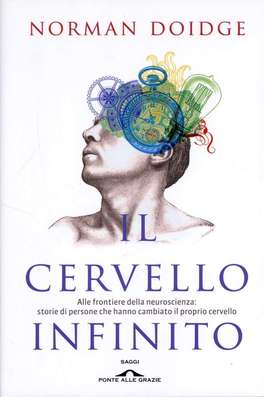 NORMAN DOIDGE
IL
CERVELLO
Alle frontiere della neuroscienza:
storie di persone che hanno cambiato il proprio cervello
INFINITO
SAGGI
PONTE ALLE GRAZIE